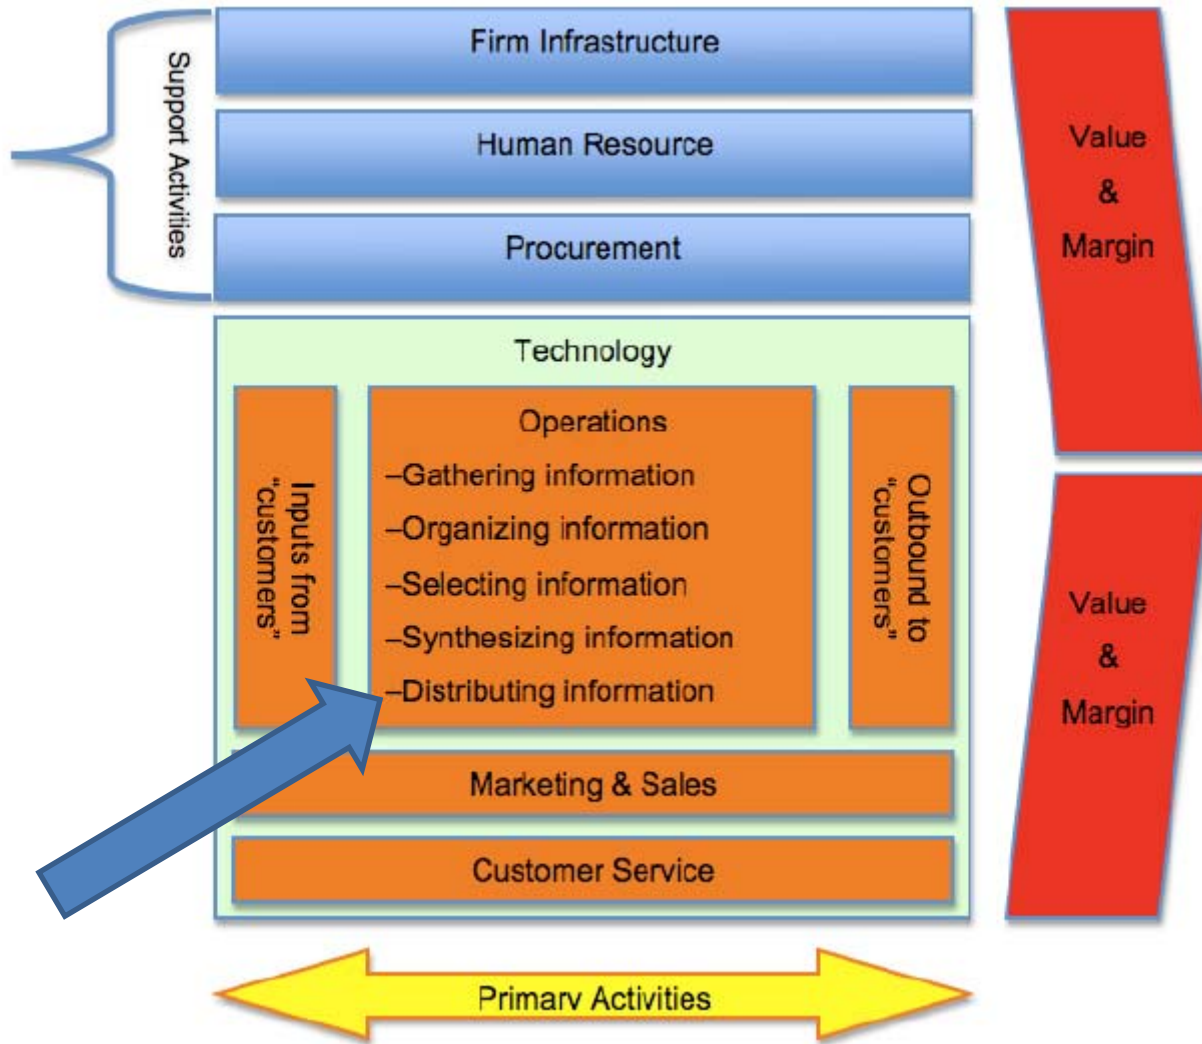 Support Activities
Firm Infrastructure
Human Resource
Procurement
Value
&
Margin
Technology
Inputs from
“customers”
Operations
–Gathering information
–Organizing information
–Selecting information
–Synthesizing information
–Distributing information
Outbound to
“customers”
Value
&
Margin
Marketing & Sales
Customer Service
Primary Activities